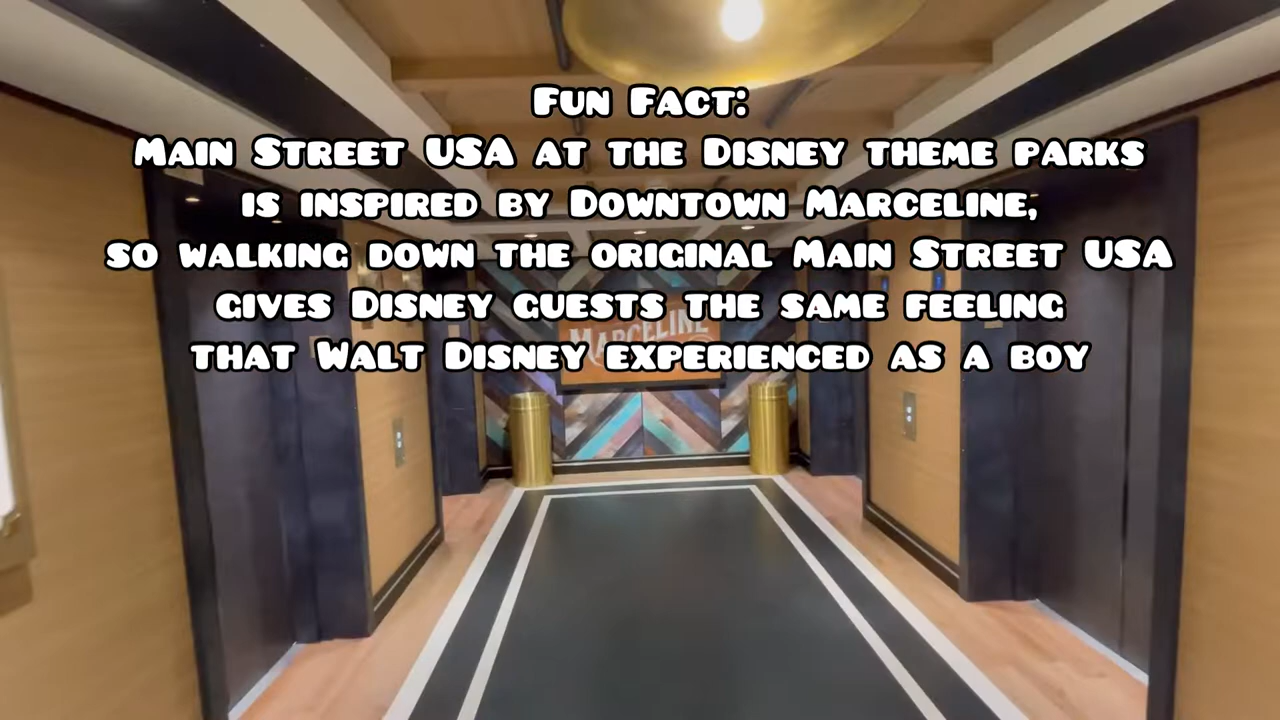 Fun Fact:
Main Street USA at the Disney theme parks
is inspired by Downtown Marceline,
so walking down the original Main Street USA
gives Disney guests the same feeling
Marceline
that Walt Disney experienced as a boy